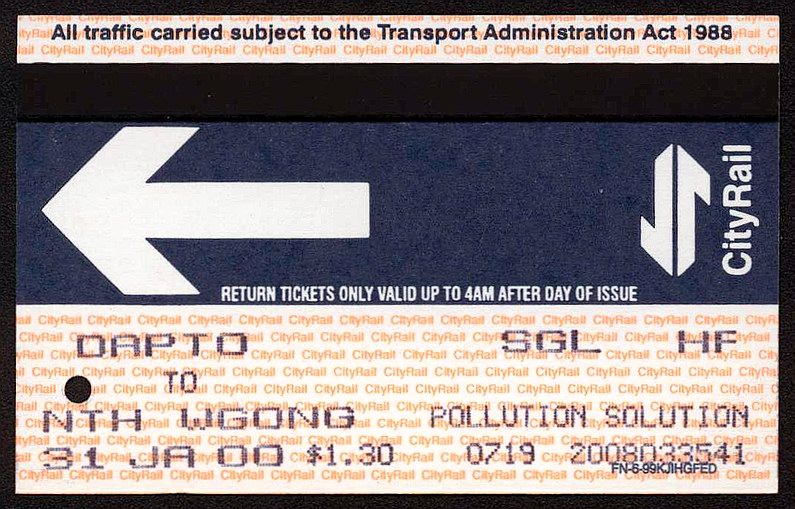 All traffic carried subject to the Transport Administration Act 1988
CityRail
RETURN TICKETS ONLY VALID UP TO 4AM AFTER DAY OF ISSUE
DAPTO SGL HF
TO
NTH WGONG POLLUTION SOLUTION
31 JA 00 $1.30 0719 2008033541
FN-6-99KJIHGFED